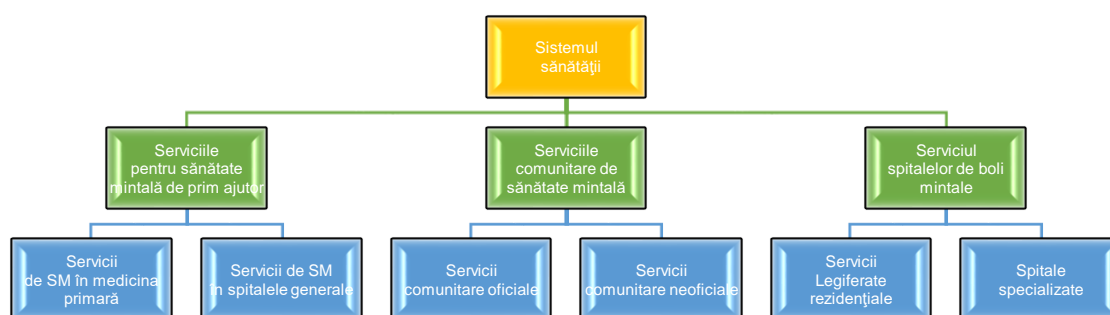 Sistemul
sănătăţii
Serviciile
pentru sănătate
mintală de prim ajutor
Serviciile
comunitare de
sănătate mintală
Serviciul
spitalelor de boli
mintale
Servicii
de SM în medicina
primară
Servicii de SM
în spitalele generale
Servicii
comunitare oficiale
Servicii
comunitare neoficiale
Servicii
Legiferate
rezidenţiale
Spitale
specializate